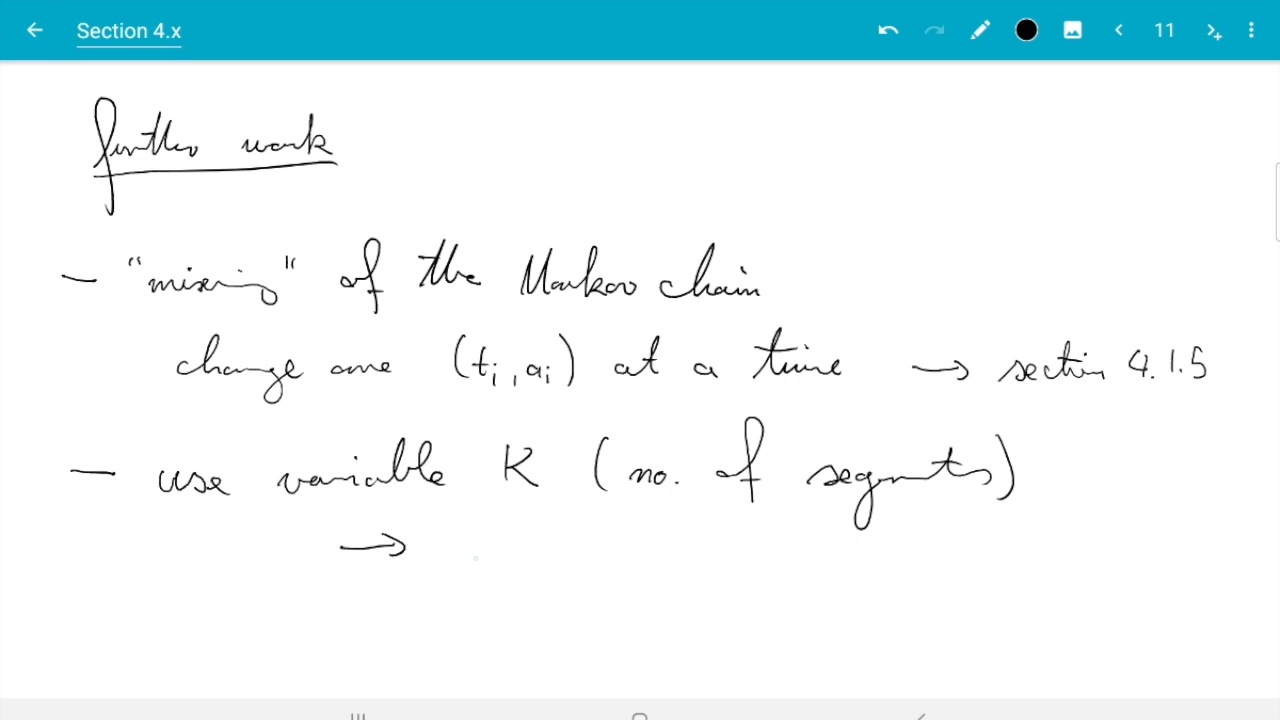 Section 4.x
11
further work
- "mixing" of the Markov chain
change one (ti, ai) at a time → section 4.1.5
- use variable K (no. of segments)
→